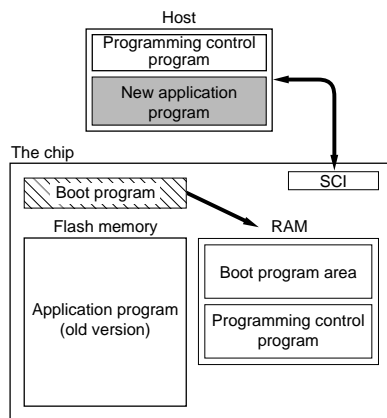 Host
Programming control
program
New application
program
The chip
SCI
Boot program
Flash memory
RAM
Application program
(old version)
Boot program area
Programming control
program